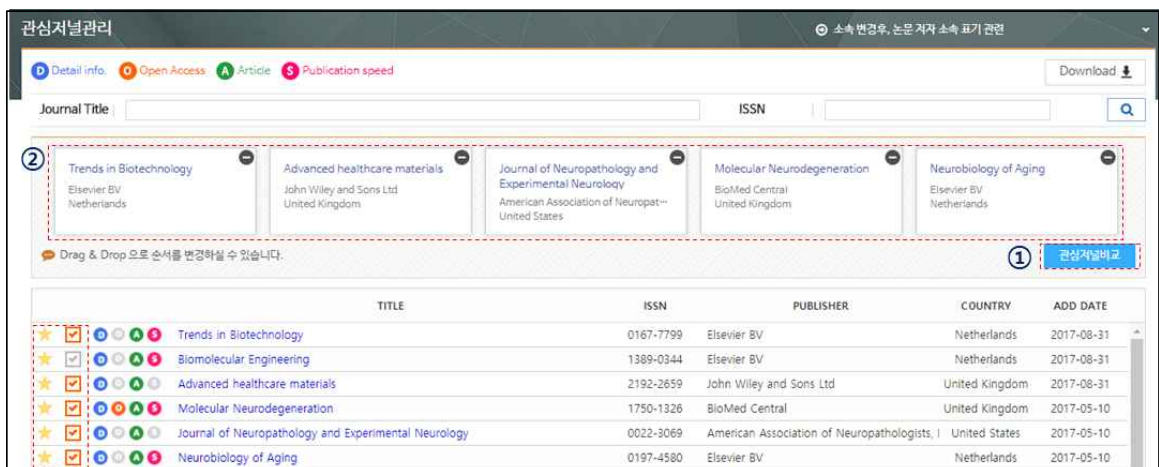 관심저널관리
소속 변경후, 논문 저자 소속 표기 관련
D Detail info. O Open Access A Article S Publication speed
Download
Journal Title
ISSN
②
Trends in Biotechnology
Elsevier BV
Netherlands
Advanced healthcare materials
John Wiley and Sons Ltd
United Kingdom
Journal of Neuropathology and
Experimental Neurology
American Association of Neuropat…
United States
Molecular Neurodegeneration
BioMed Central
United Kingdom
Neurobiology of Aging
Elsevier BV
Netherlands
Drag & Drop 으로 순서를 변경하실 수 있습니다.
① 관심저널비교
TITLE ISSN PUBLISHER COUNTRY ADD DATE
D O A S Trends in Biotechnology 0167-7799 Elsevier BV Netherlands 2017-08-31
D O A S Biomolecular Engineering 1389-0344 Elsevier BV Netherlands 2017-08-31
D O A S Advanced healthcare materials 2192-2659 John Wiley and Sons Ltd United Kingdom 2017-08-31
D O A S Molecular Neurodegeneration 1750-1326 BioMed Central United Kingdom 2017-05-10
D O A S Journal of Neuropathology and Experimental Neurology 0022-3069 American Association of Neuropathologists, I United States 2017-05-10
D O A S Neurobiology of Aging 0197-4580 Elsevier BV Netherlands 2017-05-10